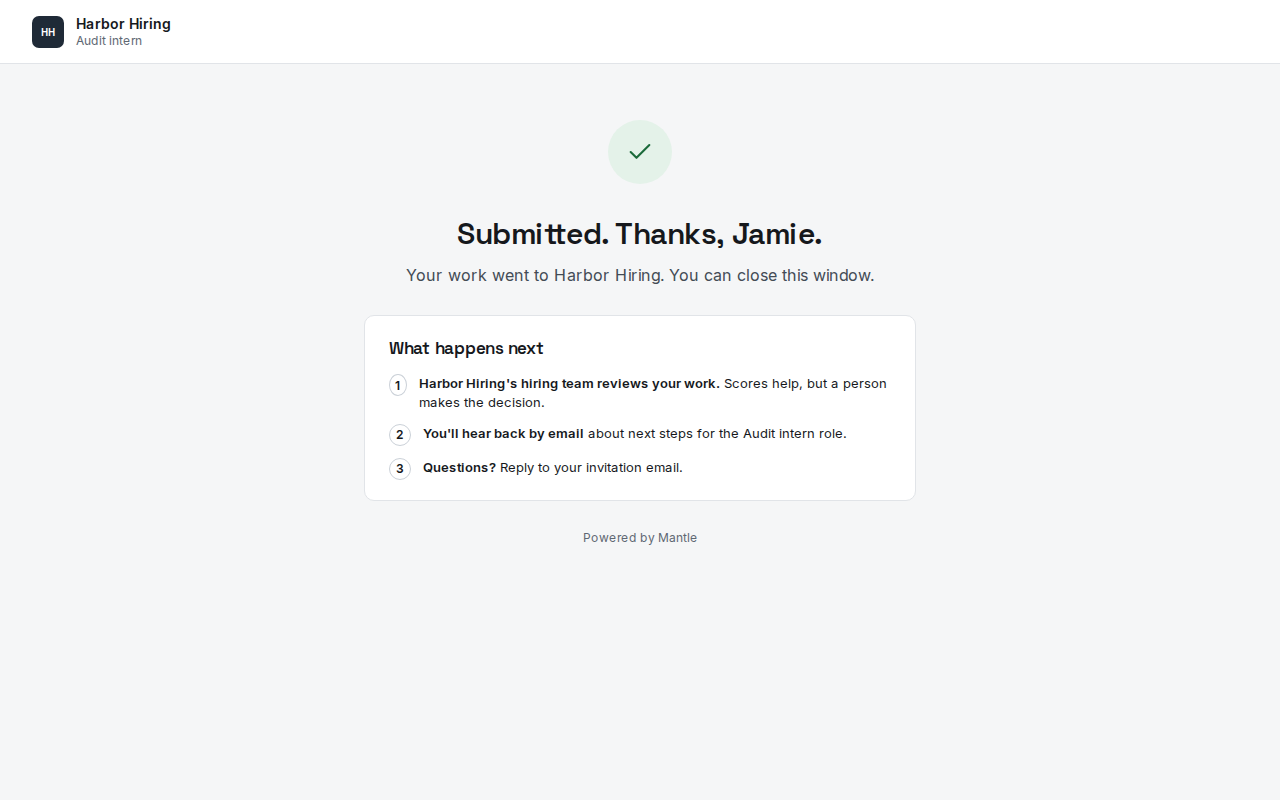 HH
Harbor Hiring
Audit intern
Submitted. Thanks, Jamie.
Your work went to Harbor Hiring. You can close this window.
What happens next
1 Harbor Hiring's hiring team reviews your work. Scores help, but a person
makes the decision.
2 You'll hear back by email about next steps for the Audit intern role.
3 Questions? Reply to your invitation email.
Powered by Mantle